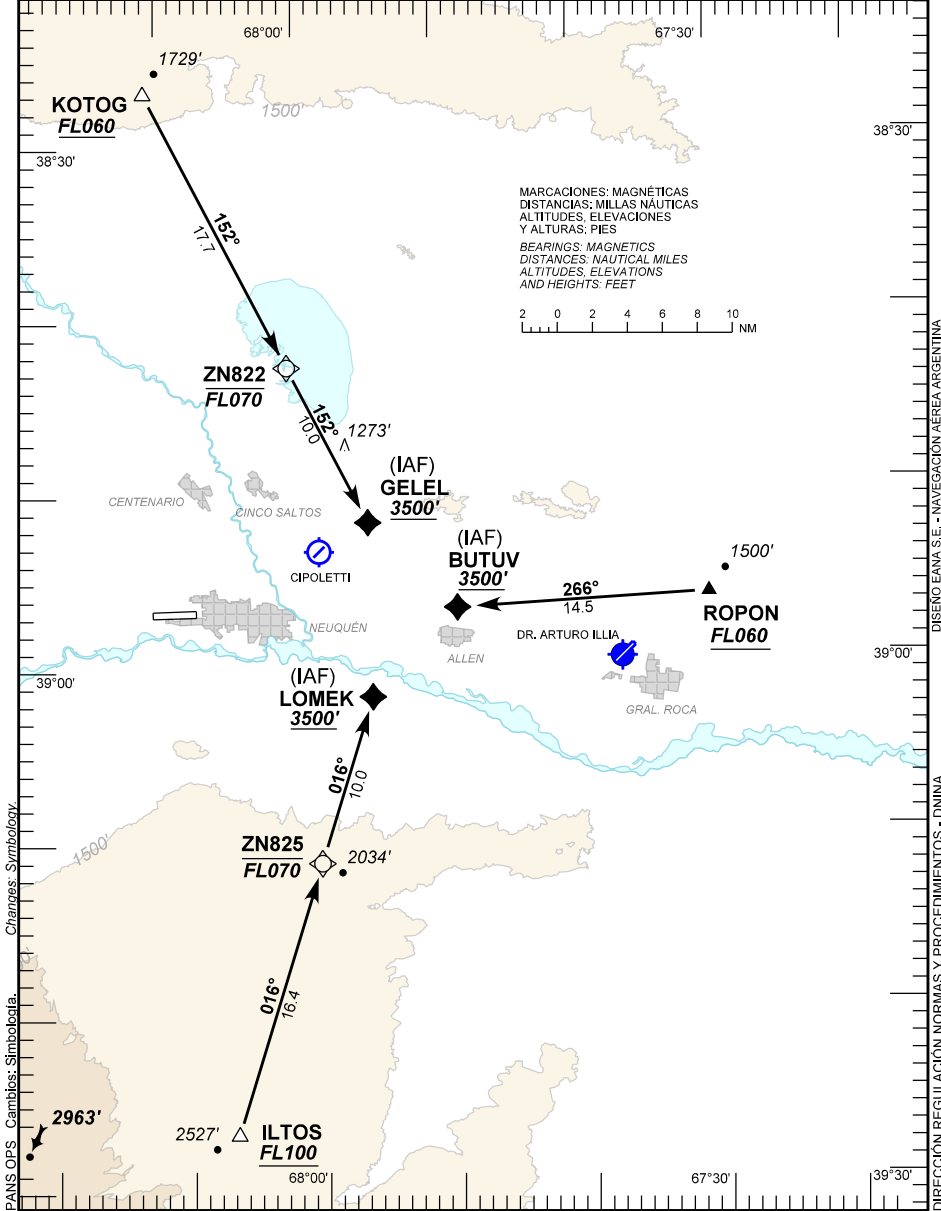 68°00'
67°30'
1729'
KOTOG
FL060
1500'
38°30'
38°30'
MARCACIONES: MAGNÉTICAS
DISTANCIAS: MILLAS NÁUTICAS
ALTITUDES, ELEVACIONES
Y ALTURAS: PIES
BEARINGS: MAGNETICS
DISTANCES: NAUTICAL MILES
ALTITUDES, ELEVATIONS
AND HEIGHTS: FEET
152°
17.7
2 0 2 4 6 8 10
NM
ZN822
FL070
152°
10.0
1273'
(IAF)
GELEL
3500'
CENTENARIO
CINCO SALTOS
CIPOLETTI
(IAF)
BUTUV
3500'
1500'
266°
14.5
ROPON
FL060
NEUQUÉN
ALLEN
DR. ARTURO ILLIA
GRAL. ROCA
39°00'
39°00'
(IAF)
LOMEK
3500'
016°
10.0
ZN825
FL070
2034'
1500'
016°
16.4
2963'
2527'
ILTOS
FL100
68°00'
67°30'
39°30'
PANS OPS Cambios: Simbología. Changes: Symbology.
DISEÑO EANA S.E. - NAVEGACIÓN AÉREA ARGENTINA
DIRECCIÓN REGULACIÓN NORMAS Y PROCEDIMIENTOS - DNINA